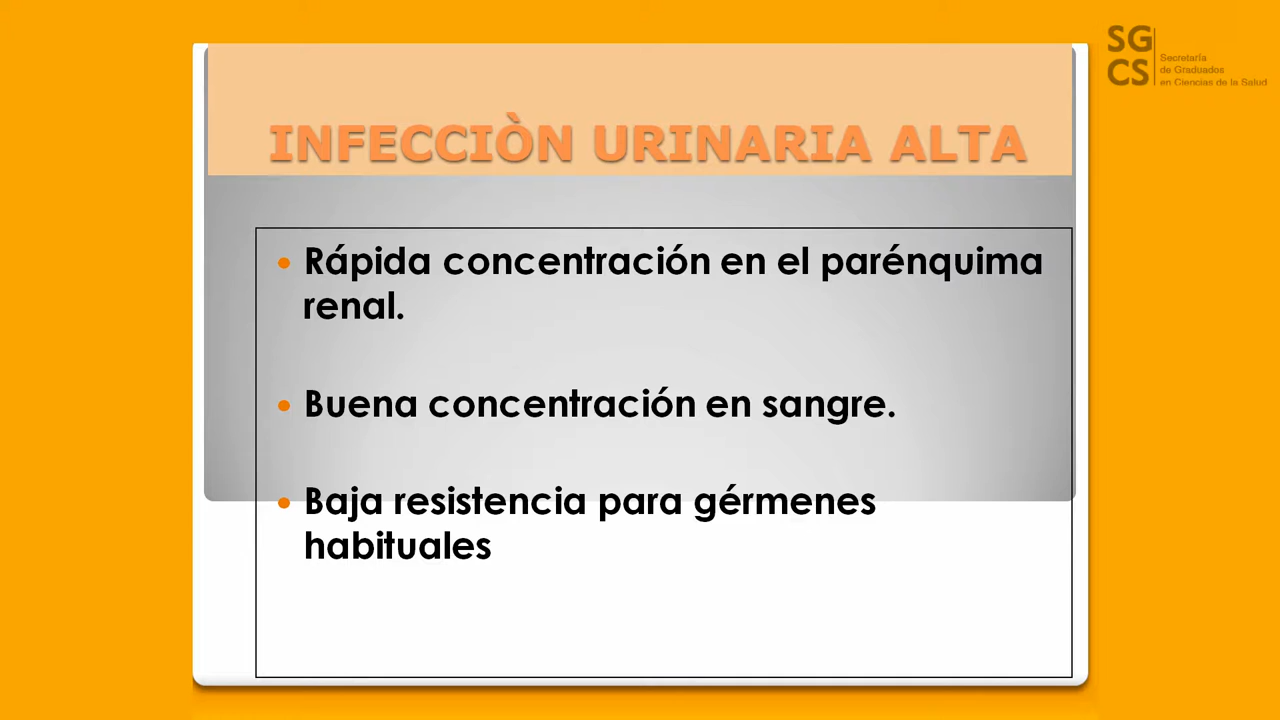 SG
CS
Secretaría
de Graduados
en Ciencias de la Salud
INFECCIÒN URINARIA ALTA
Rápida concentración en el parénquima
renal.
Buena concentración en sangre.
Baja resistencia para gérmenes
habituales